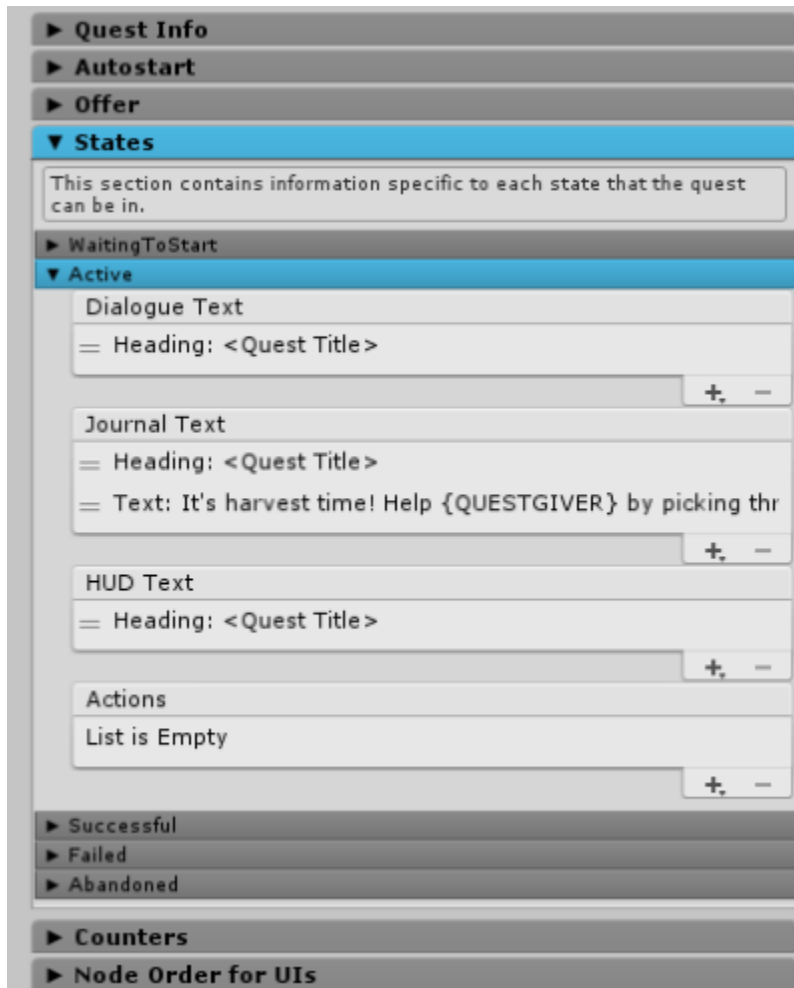 Quest Info
Autostart
Offer
States
This section contains information specific to each state that the quest
can be in.
WaitingToStart
Active
Dialogue Text
Heading: <Quest Title>
Journal Text
Heading: <Quest Title>
Text: It's harvest time! Help {QUESTGIVER} by picking thr
HUD Text
Heading: <Quest Title>
Actions
List is Empty
Successful
Failed
Abandoned
Counters
Node Order for UIs